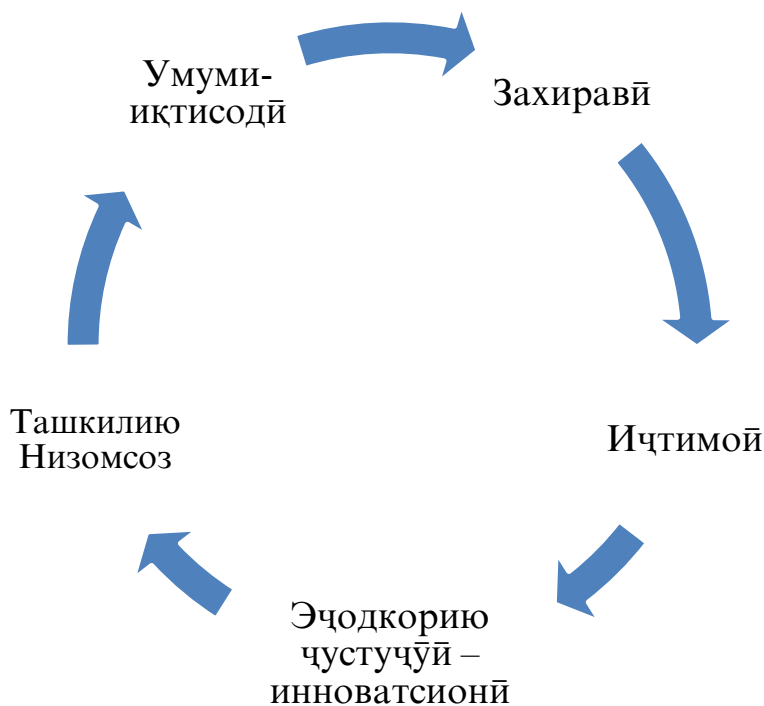 Умуми-
иқтисодӣ
Захиравӣ
Иҷтимоӣ
Эҷодкорию
ҷустуҷӯӣ –
инноватсионӣ
Ташкилию
Низомсоз